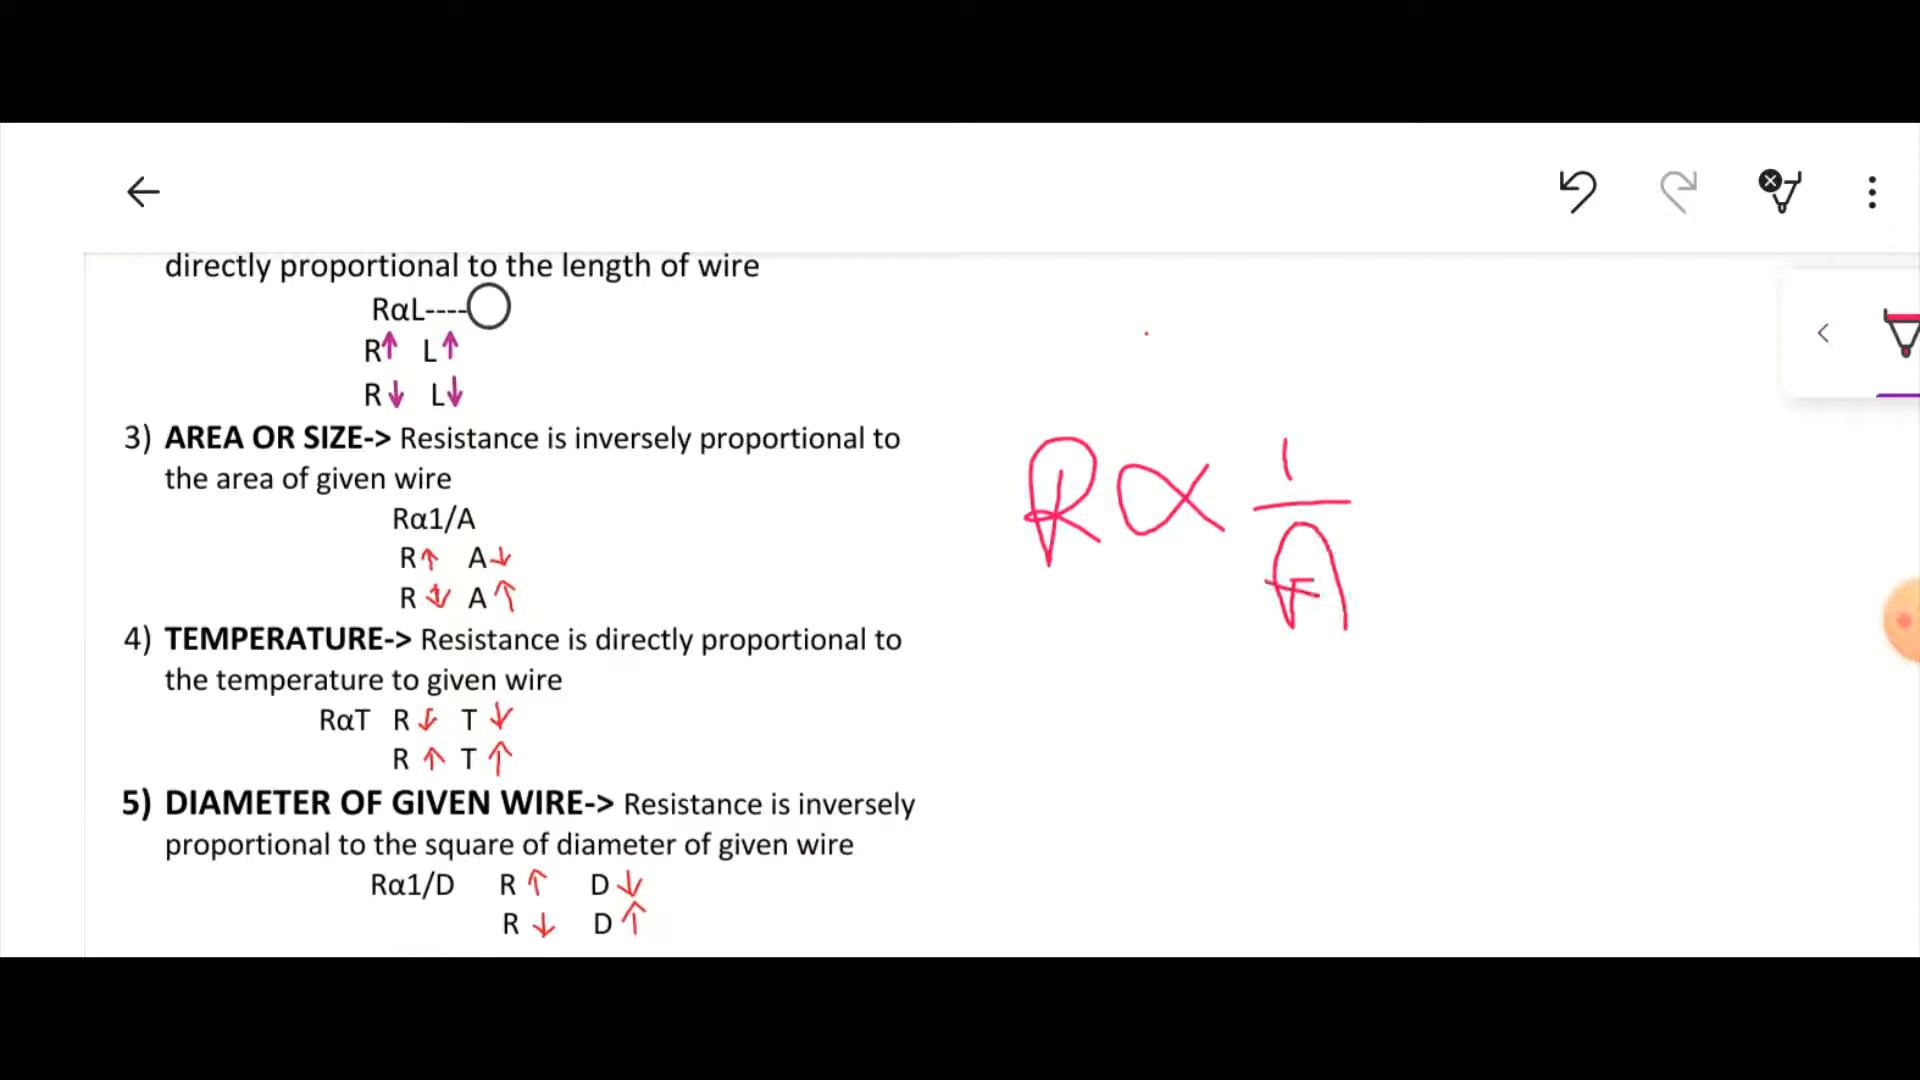 directly proportional to the length of wire
RαL----
R↑ L↑
R↓ L↓
3) AREA OR SIZE-> Resistance is inversely proportional to
the area of given wire
Rα1/A
R↑ A↓
R↓ A↑
R∝1/A
4) TEMPERATURE-> Resistance is directly proportional to
the temperature to given wire
RαT R↓ T↓
R↑ T↑
5) DIAMETER OF GIVEN WIRE-> Resistance is inversely
proportional to the square of diameter of given wire
Rα1/D R↑ D↓
R↓ D↑